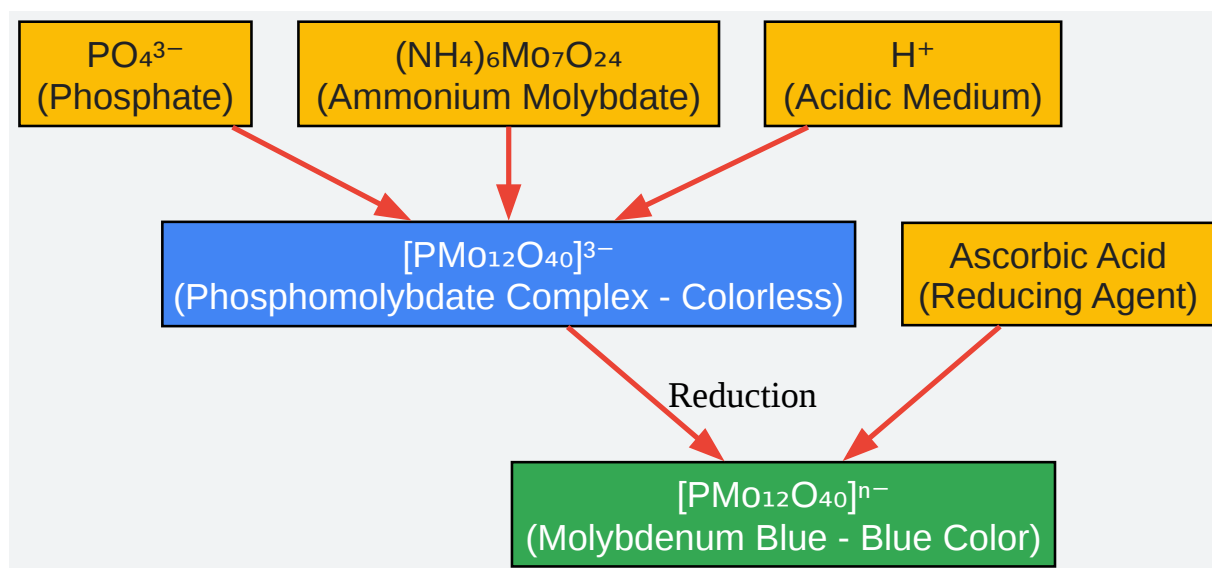 PO₄³⁻
(Phosphate)
(NH₄)₆Mo₇O₂₄
(Ammonium Molybdate)
H⁺
(Acidic Medium)
[PMo₁₂O₄₀]³⁻
(Phosphomolybdate Complex - Colorless)
Ascorbic Acid
(Reducing Agent)
Reduction
[PMo₁₂O₄₀]ⁿ⁻
(Molybdenum Blue - Blue Color)